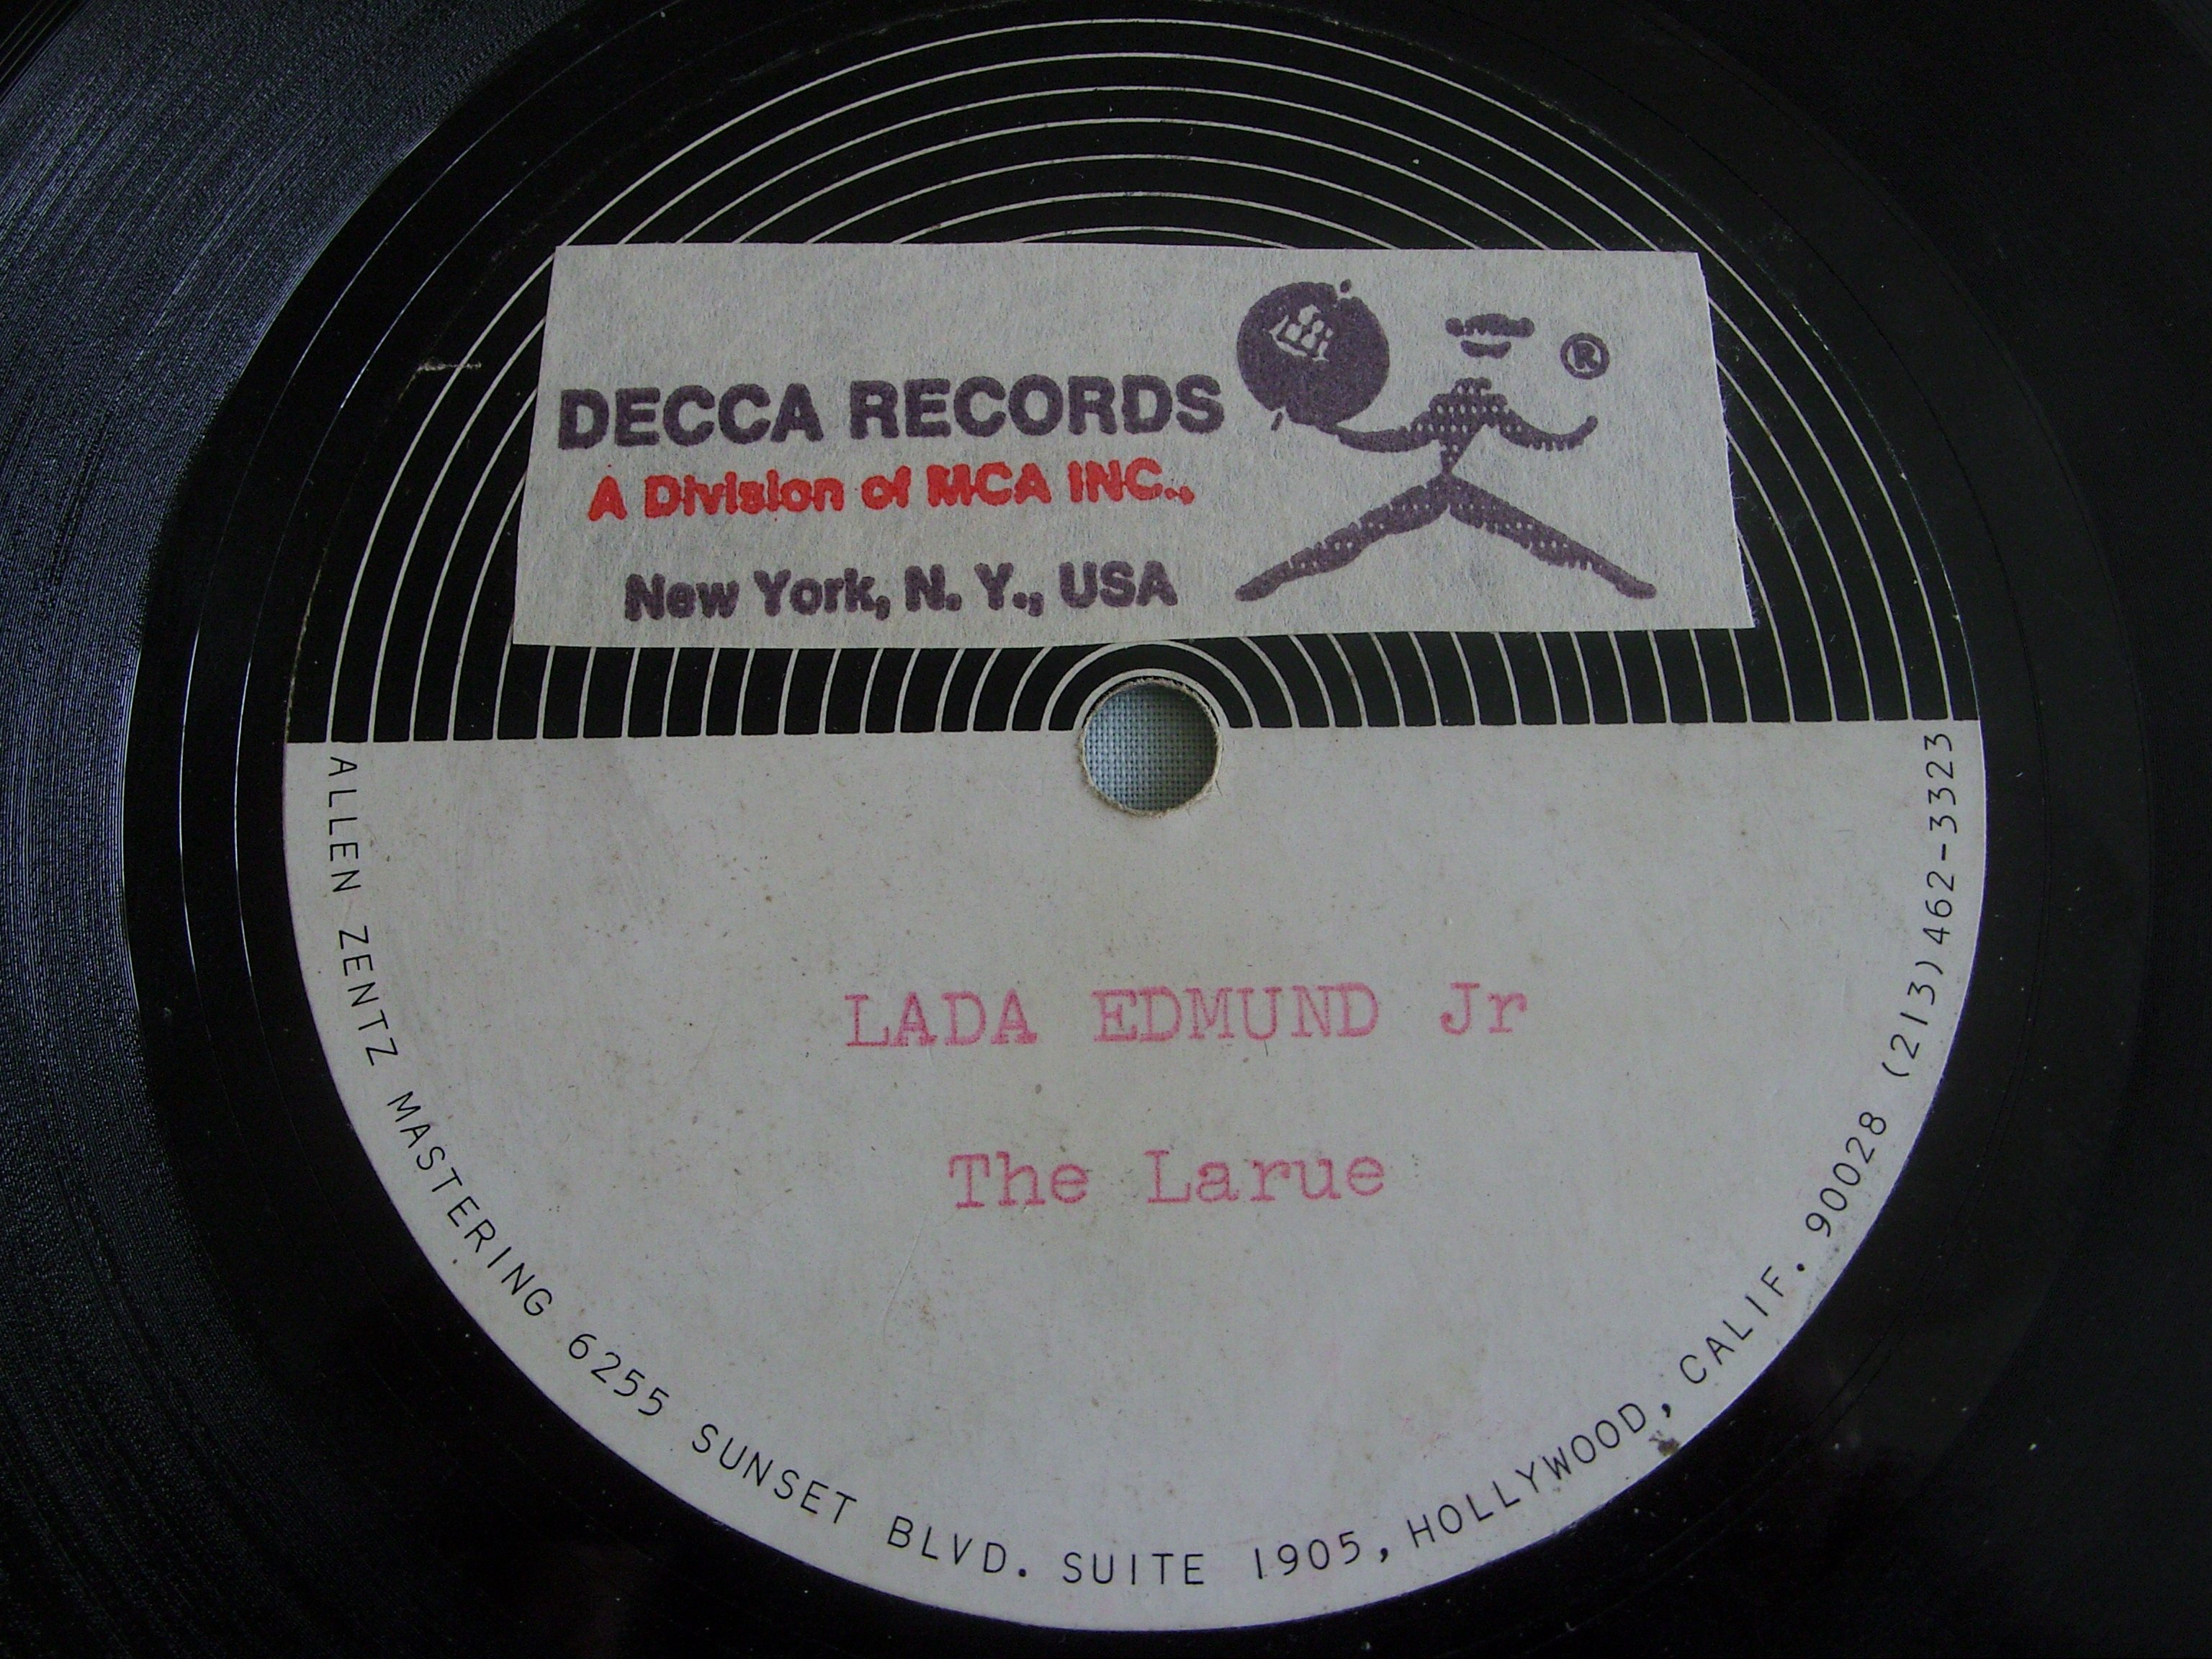 DECCA RECORDS
®
A Division of MCA INC.,
New York, N. Y., USA
LADA EDMUND Jr
The Larue
ALLEN ZENTZ MASTERING 6255 SUNSET BLVD. SUITE 1905, HOLLYWOOD, CALIF. 90028 (213) 462-3323